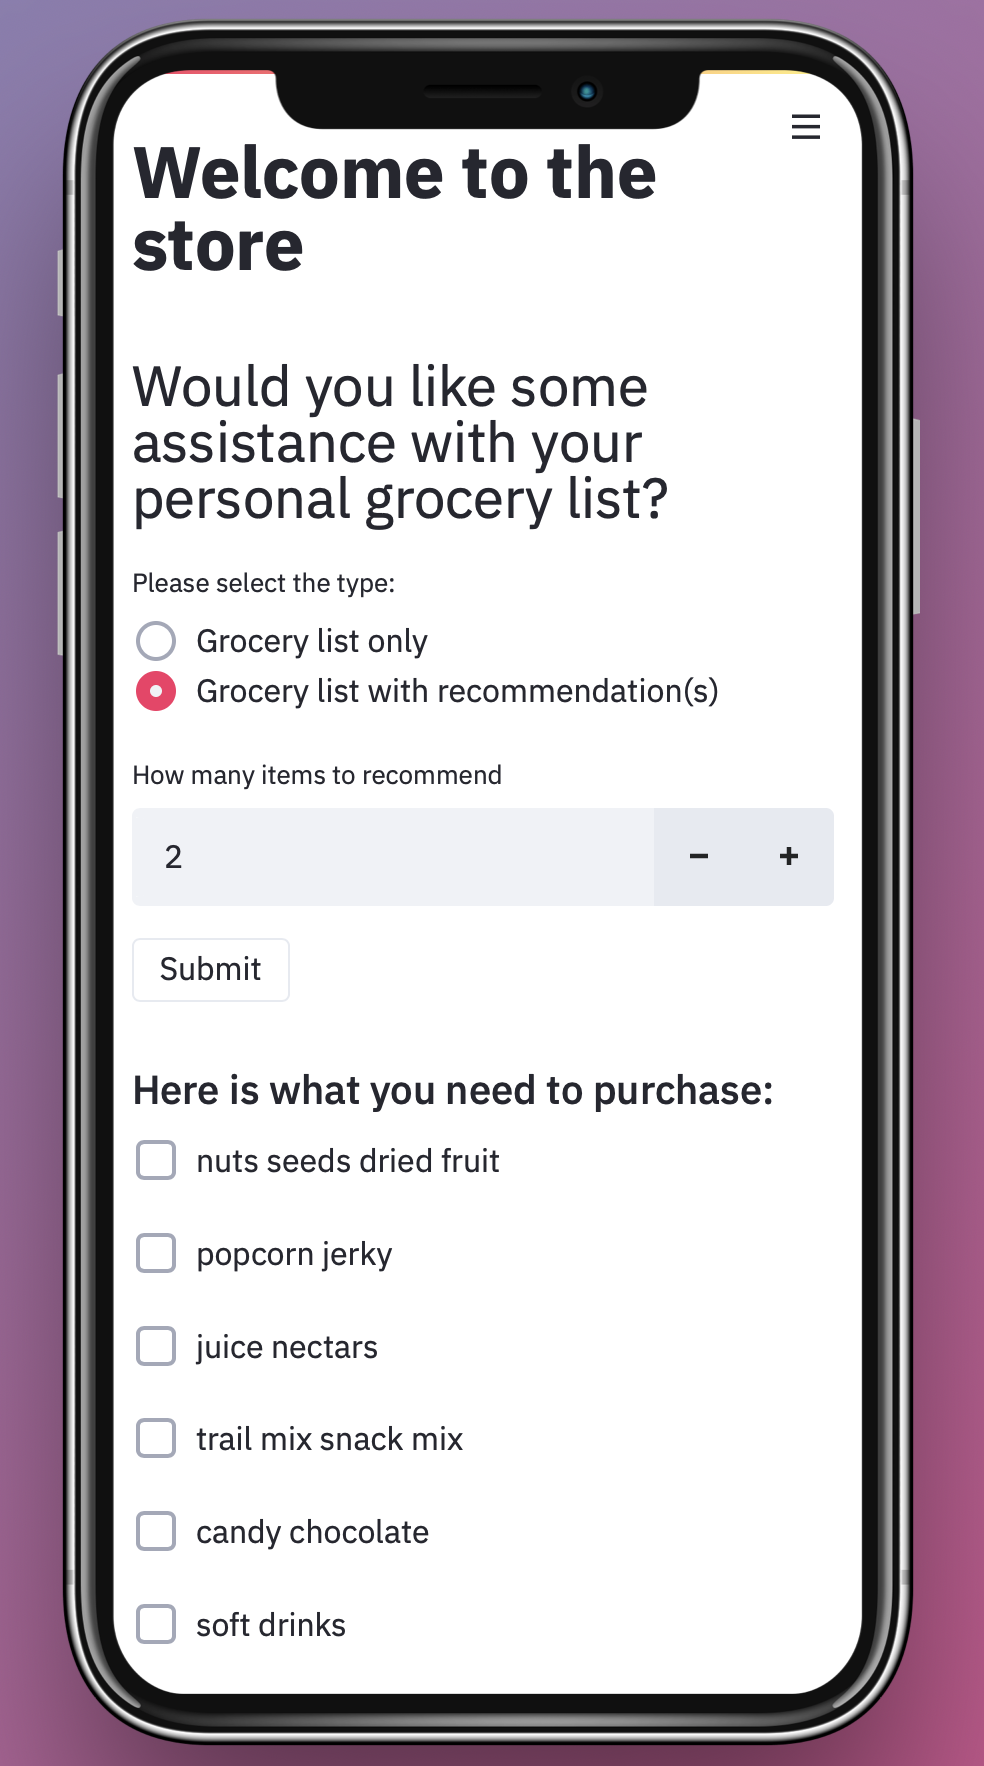 Welcome to the
store
Would you like some
assistance with your
personal grocery list?
Please select the type:
Grocery list only
Grocery list with recommendation(s)
How many items to recommend
2 − +
Submit
Here is what you need to purchase:
nuts seeds dried fruit
popcorn jerky
juice nectars
trail mix snack mix
candy chocolate
soft drinks